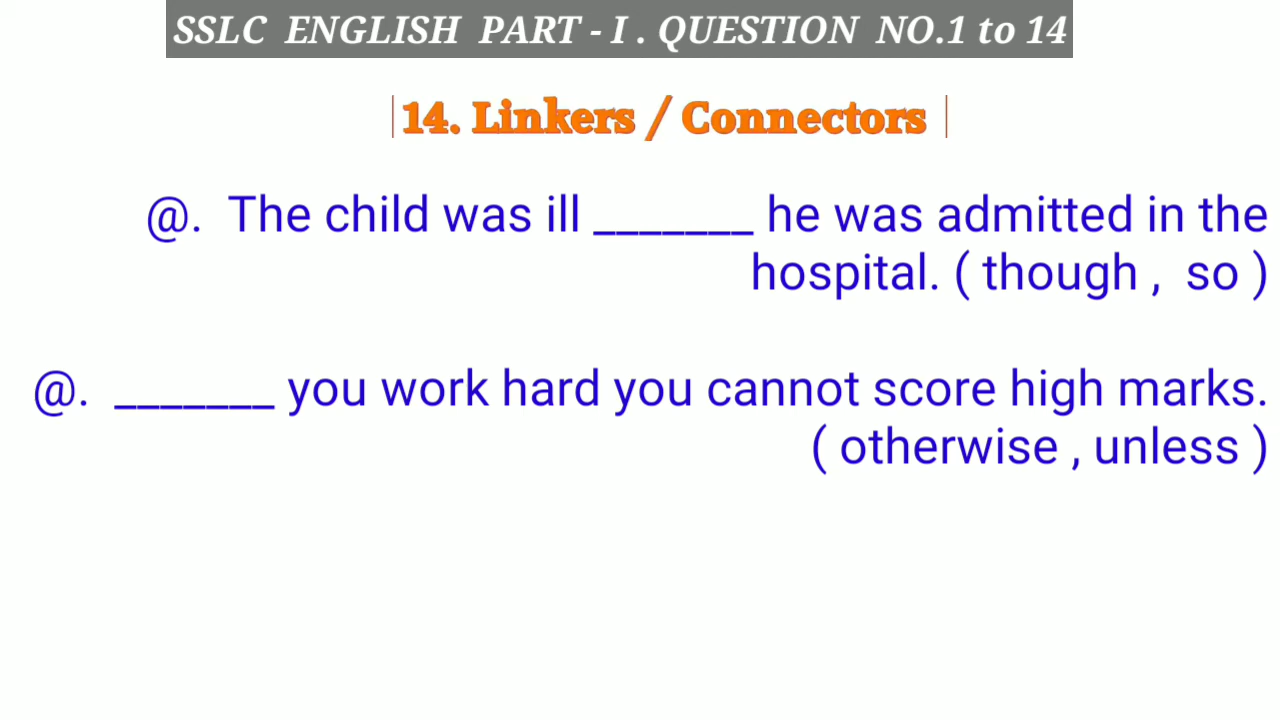 SSLC ENGLISH PART - I . QUESTION NO.1 to 14
14. Linkers / Connectors
@. The child was ill _______ he was admitted in the
hospital. ( though , so )
@. _______ you work hard you cannot score high marks.
( otherwise , unless )